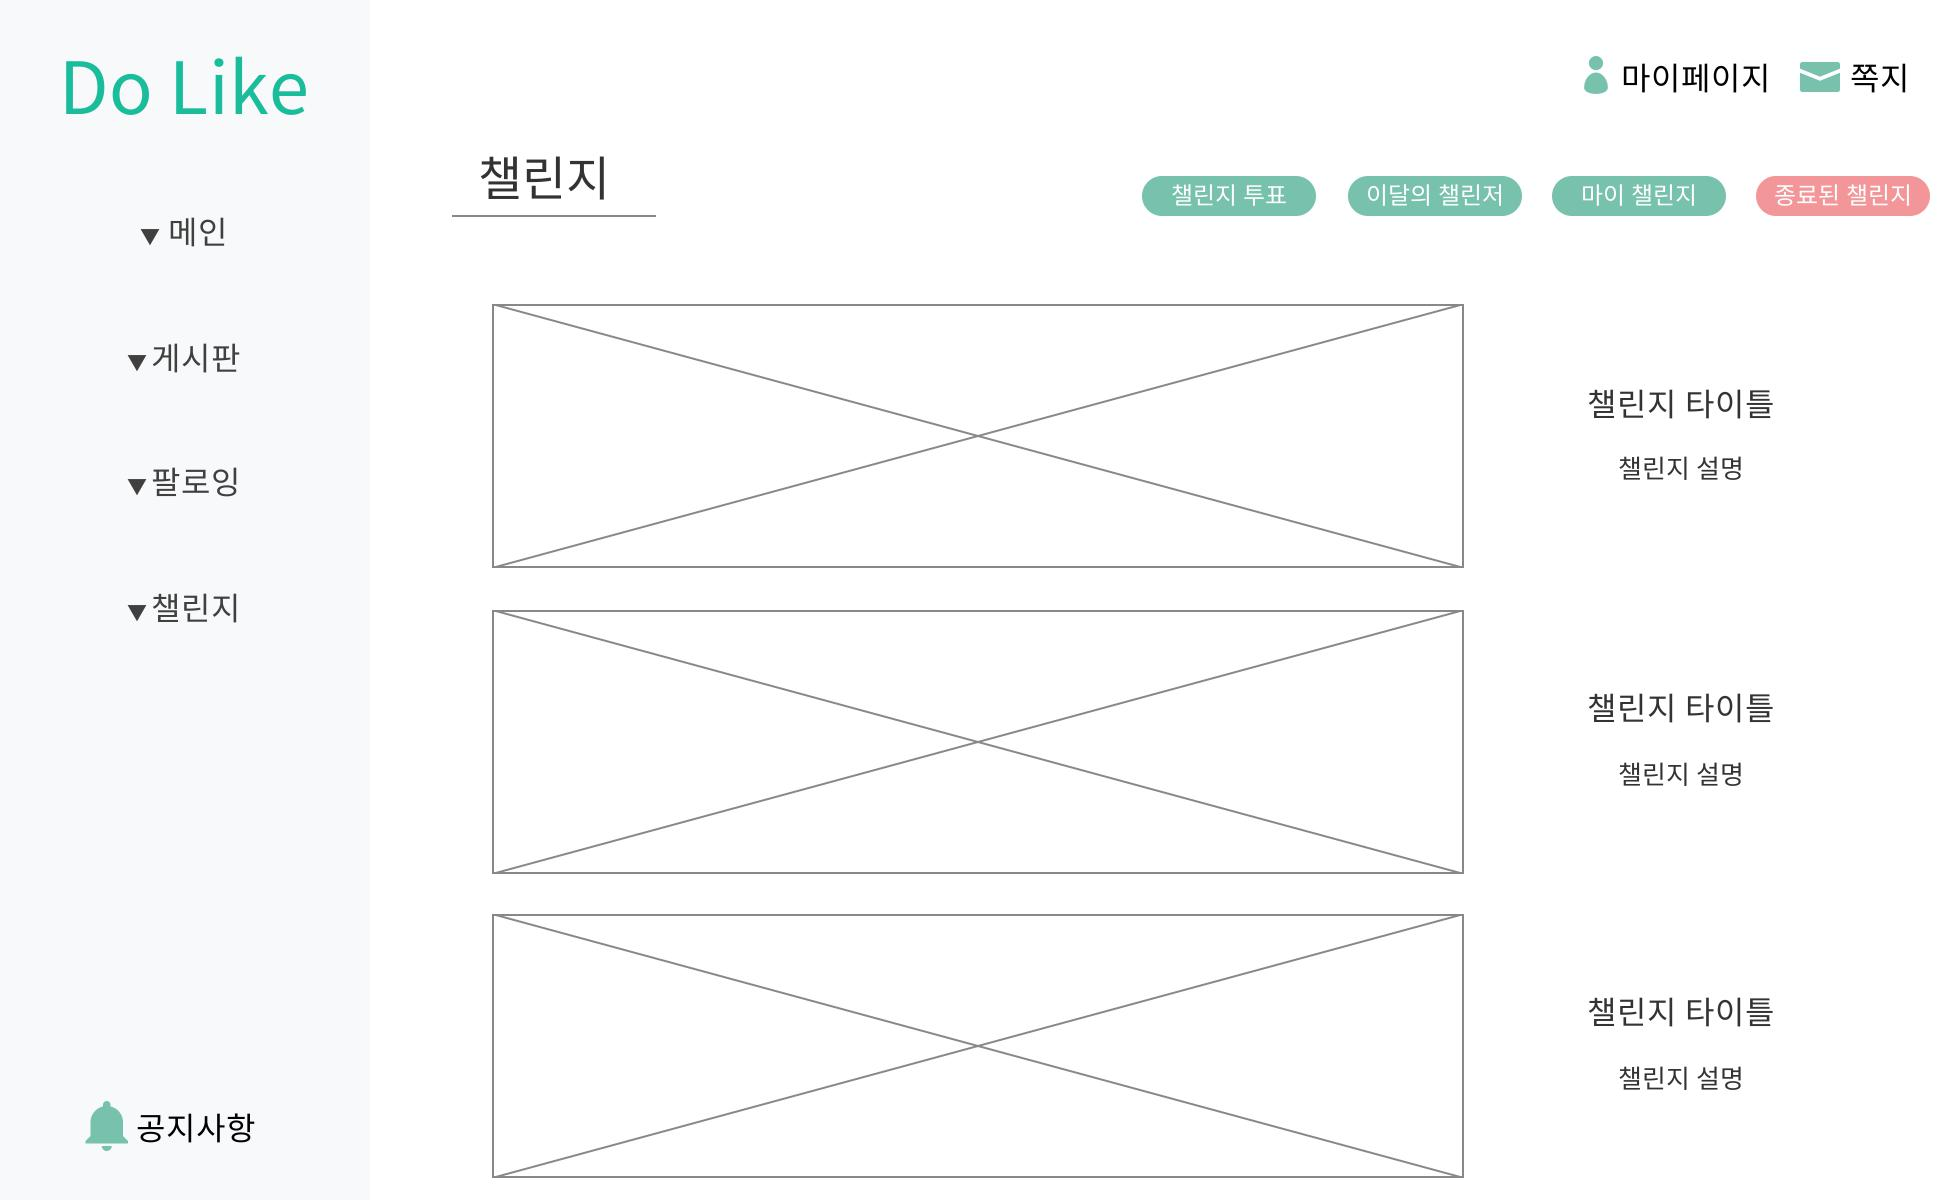 Do Like
▼ 메인
▼ 게시판
▼ 팔로잉
▼ 챌린지
공지사항
마이페이지 쪽지
챌린지
챌린지 투표 이달의 챌린저 마이 챌린지 종료된 챌린지
챌린지 타이틀
챌린지 설명
챌린지 타이틀
챌린지 설명
챌린지 타이틀
챌린지 설명